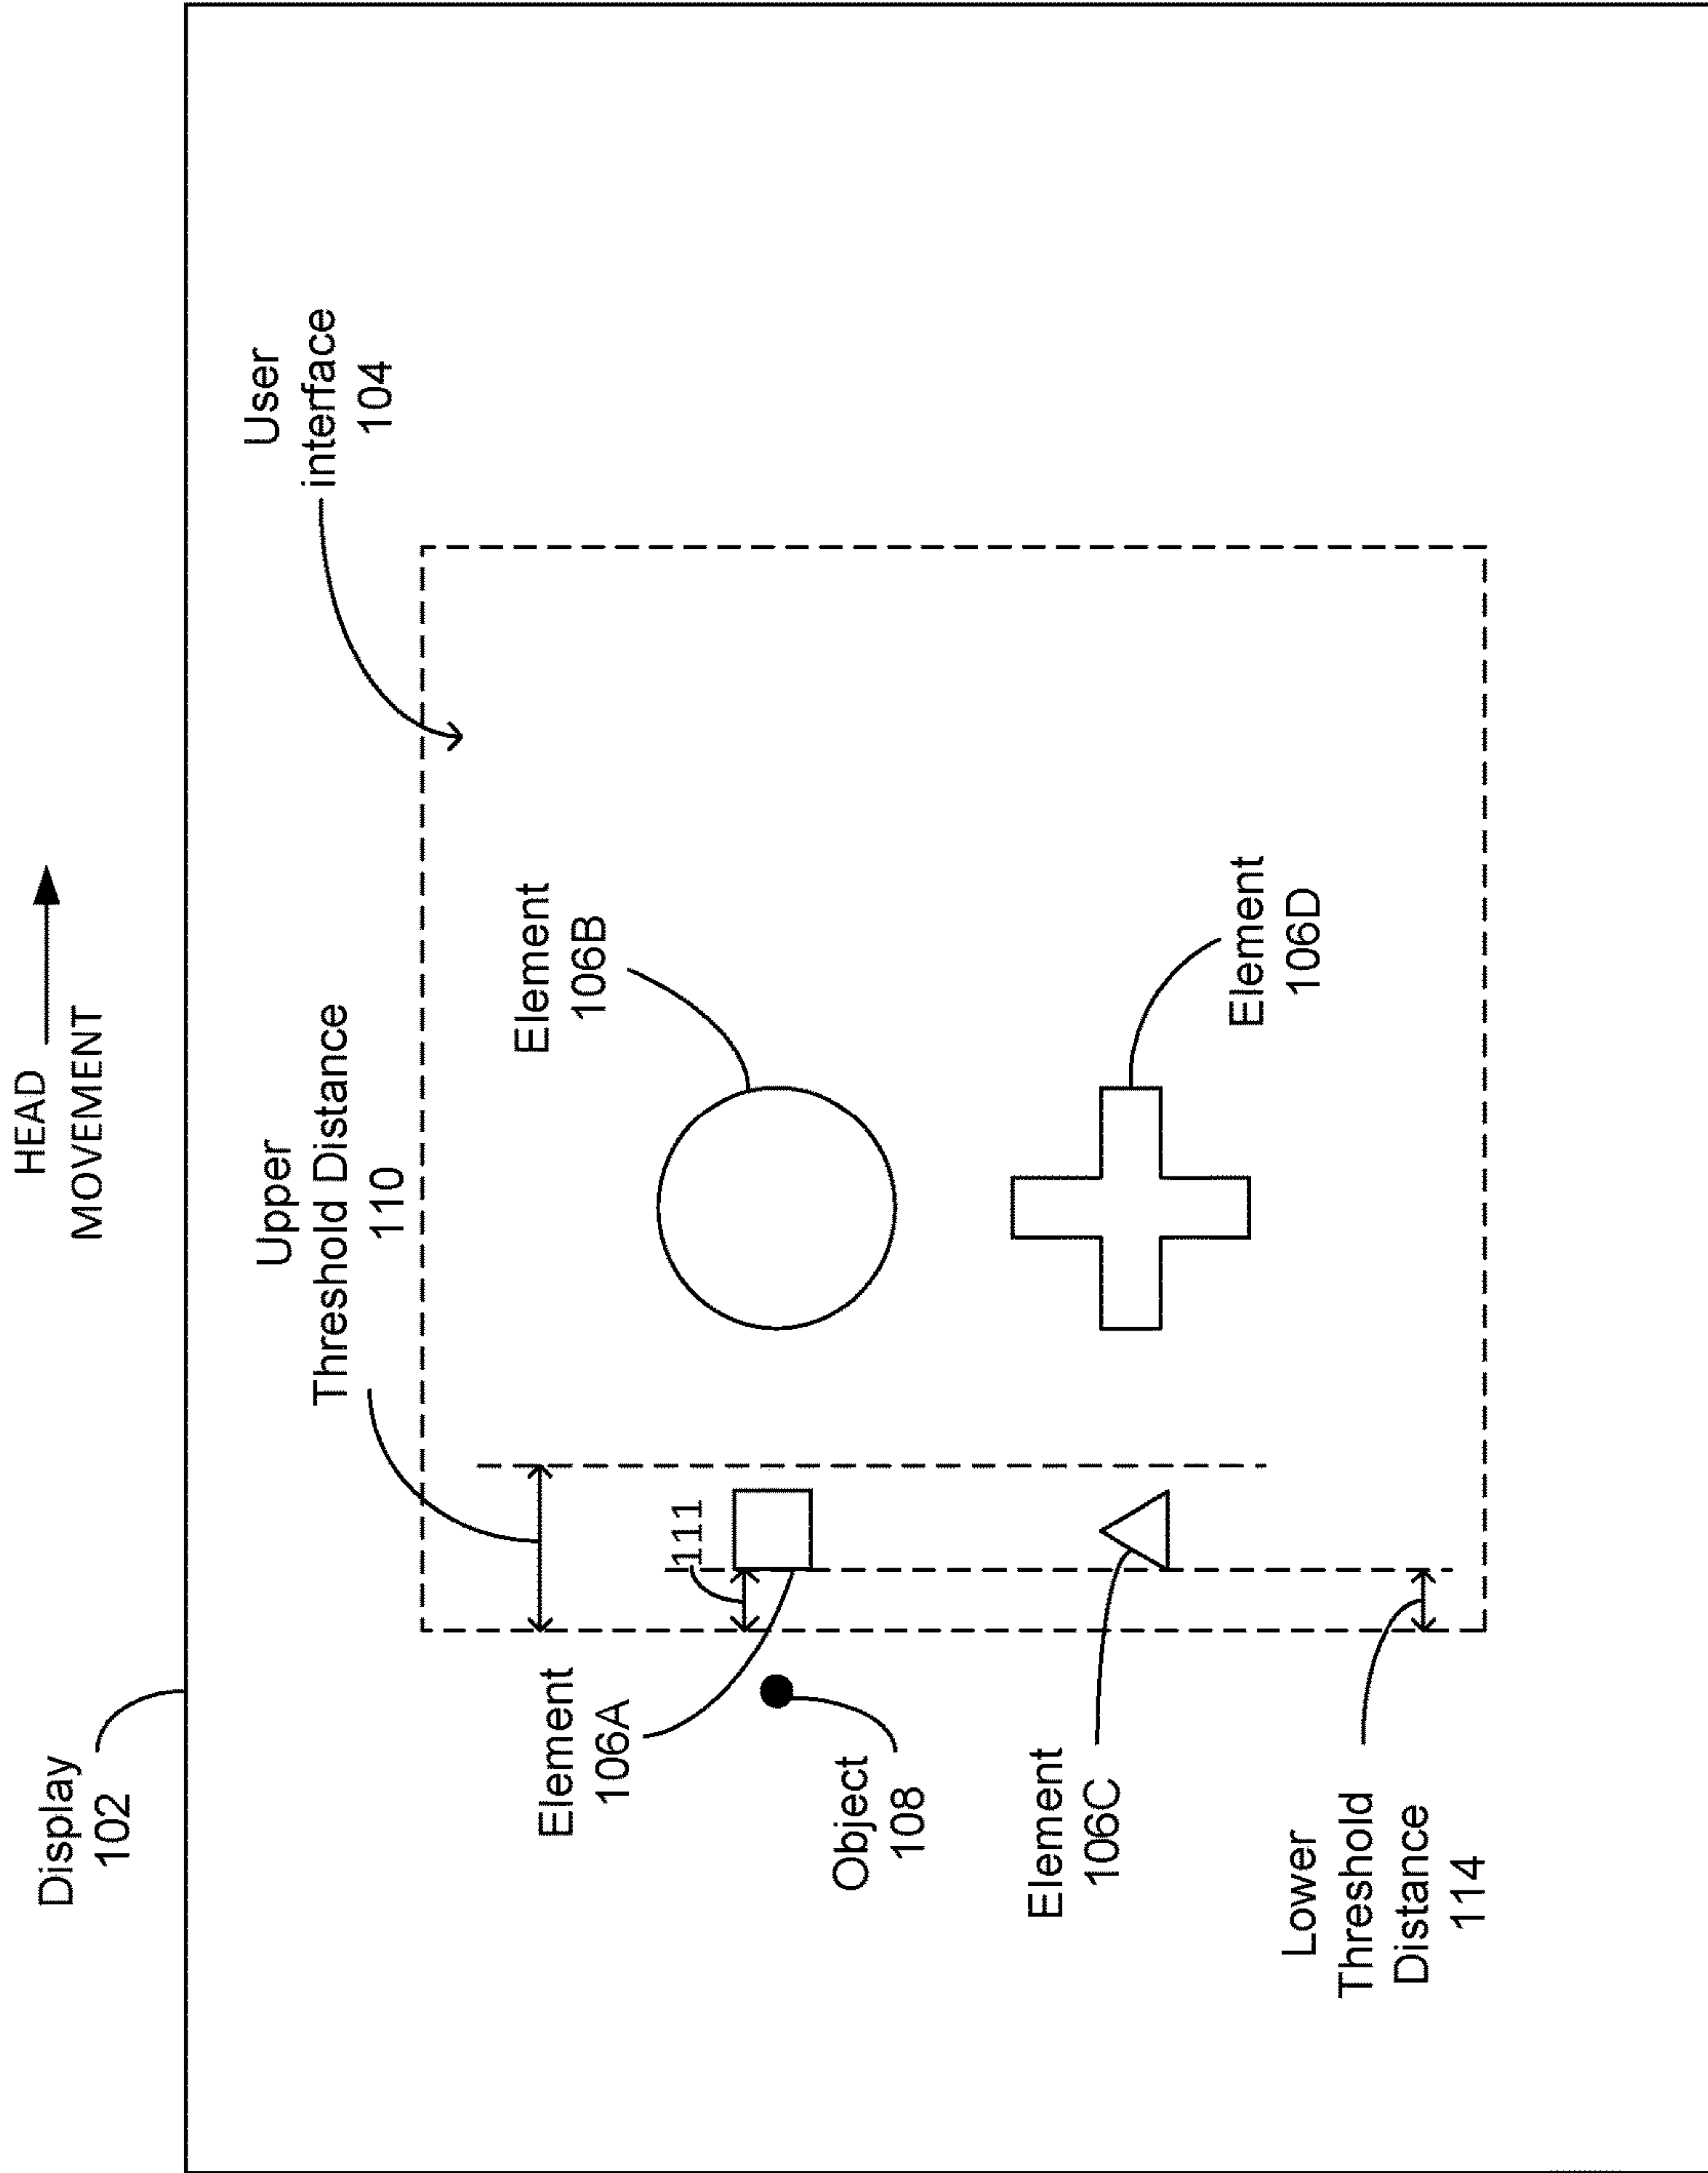 HEAD
MOVEMENT
Display
102
Upper
Threshold Distance
110
User
interface
104
Element
106A
111
Element
106B
Object
108
Element
106C
Element
106D
Lower
Threshold
Distance
114